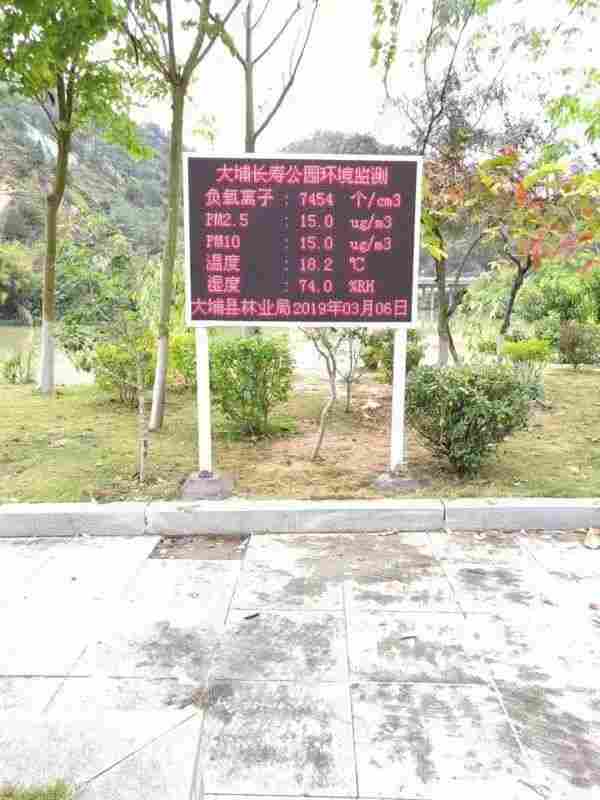 大埔长寿公园环境监测
负氧离子 : 7454 个/cm3
PM2.5 : 15.0 ug/m3
PM10 : 15.0 ug/m3
温度 : 18.2 ℃
湿度 : 74.0 %RH
大埔县林业局2019年03月06日